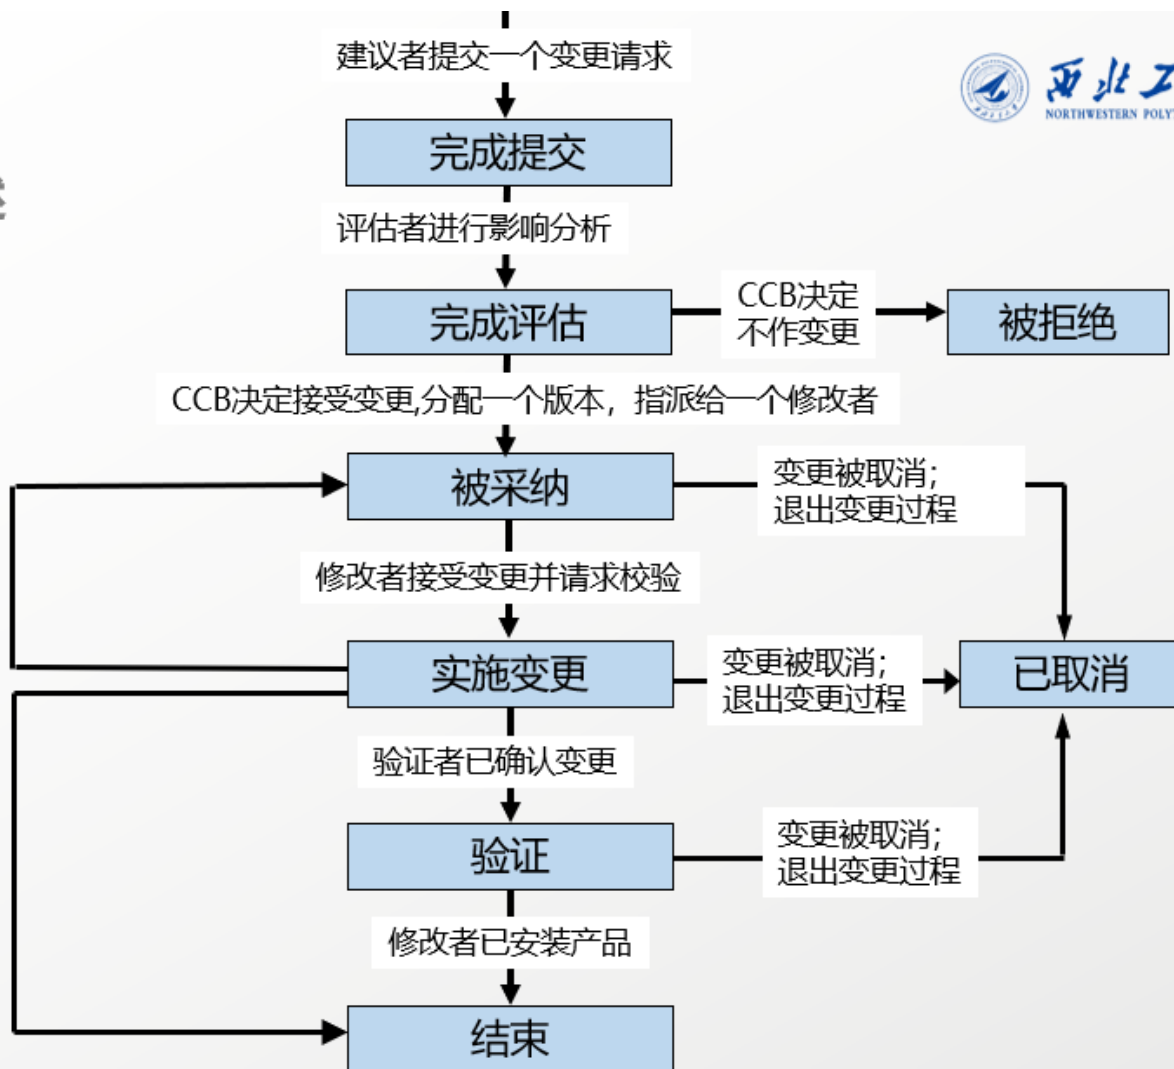 建议者提交一个变更请求
西北工
NORTHWESTERN POLY
完成提交
评估者进行影响分析
完成评估
CCB决定
不作变更
被拒绝
CCB决定接受变更,分配一个版本，指派给一个修改者
被采纳
变更被取消；
退出变更过程
修改者接受变更并请求校验
实施变更
变更被取消；
退出变更过程
已取消
验证者已确认变更
验证
变更被取消；
退出变更过程
修改者已安装产品
结束